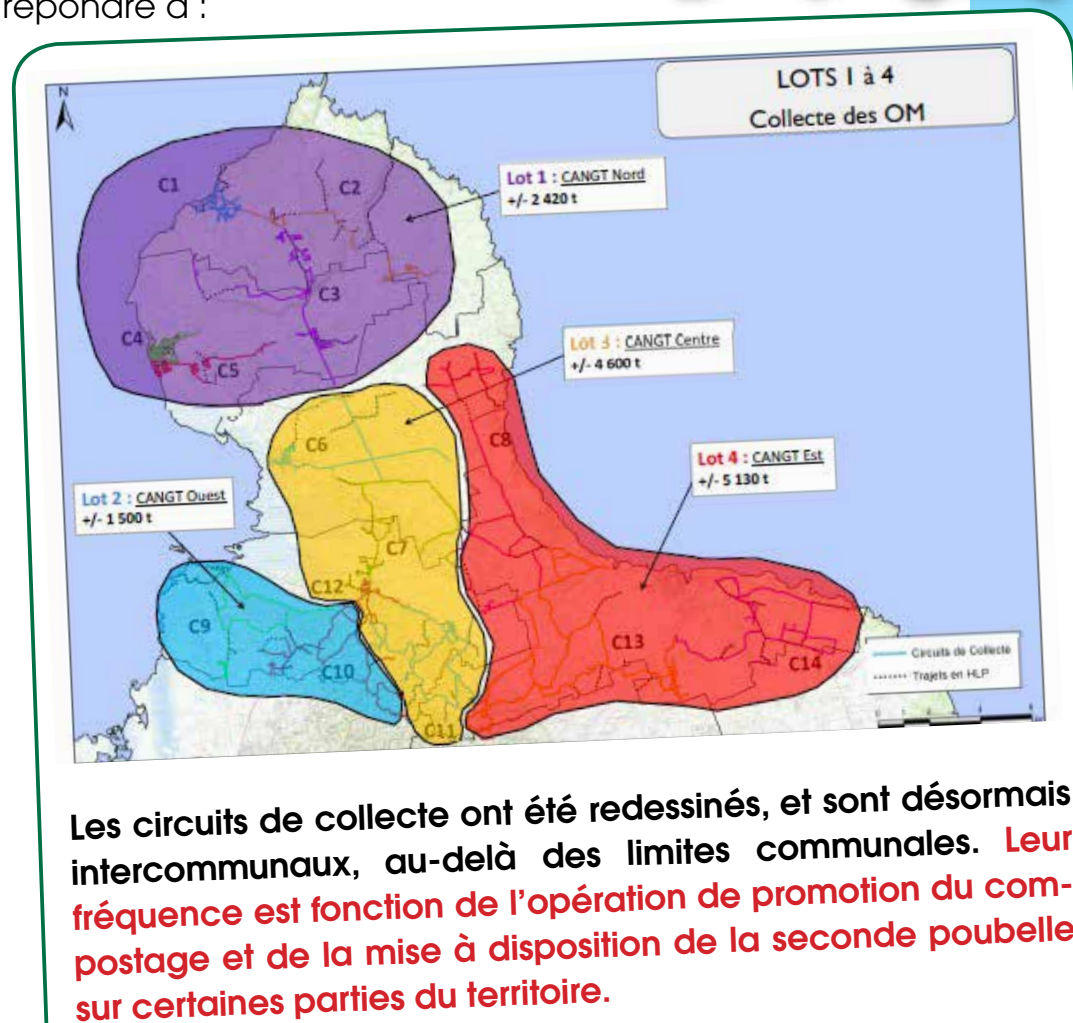 répondre à :
N
LOTS 1 à 4
Collecte des OM
C1
C2
Lot 1 : CANGT Nord
+/- 2 420 t
C3
C4
C5
Lot 3 : CANGT Centre
+/- 4 600 t
C6
C8
Lot 4 : CANGT Est
+/- 5 130 t
Lot 2 : CANGT Ouest
+/- 1 500 t
C7
C12
C9
C10
C13
C14
C11
Circuits de Collecte
Trajets en HLP
Les circuits de collecte ont été redessinés, et sont désormais
intercommunaux, au-delà des limites communales. Leur
fréquence est fonction de l’opération de promotion du com-
postage et de la mise à disposition de la seconde poubelle
sur certaines parties du territoire.